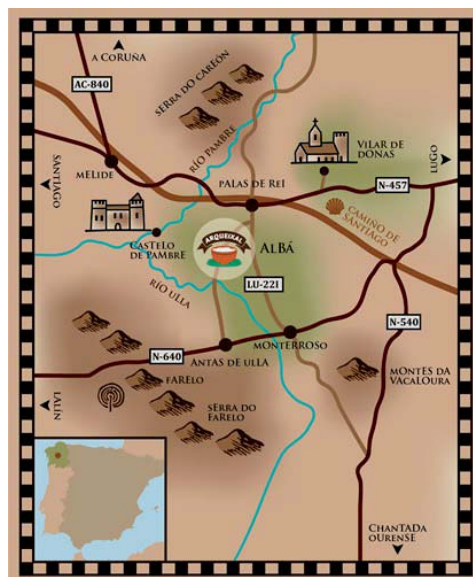 A CORUÑA
AC-840
SERRA DO CAREÓN
RÍO PAMBRE
VILAR DE
DONAS
LUGO
MELIDE
PALAS DE REI
N-457
SANTIAGO
CAMIÑO DE
SANTIAGO
CASTELO
DE PAMBRE
ARQUEIXAL
ALBÁ
RÍO ULLA
LU-221
N-540
MONTERROSO
N-640
ANTAS DE ULLA
MONTES DA
VACALOURA
FARELO
LALÍN
SERRA DO
FARELO
CHANTADA
OURENSE